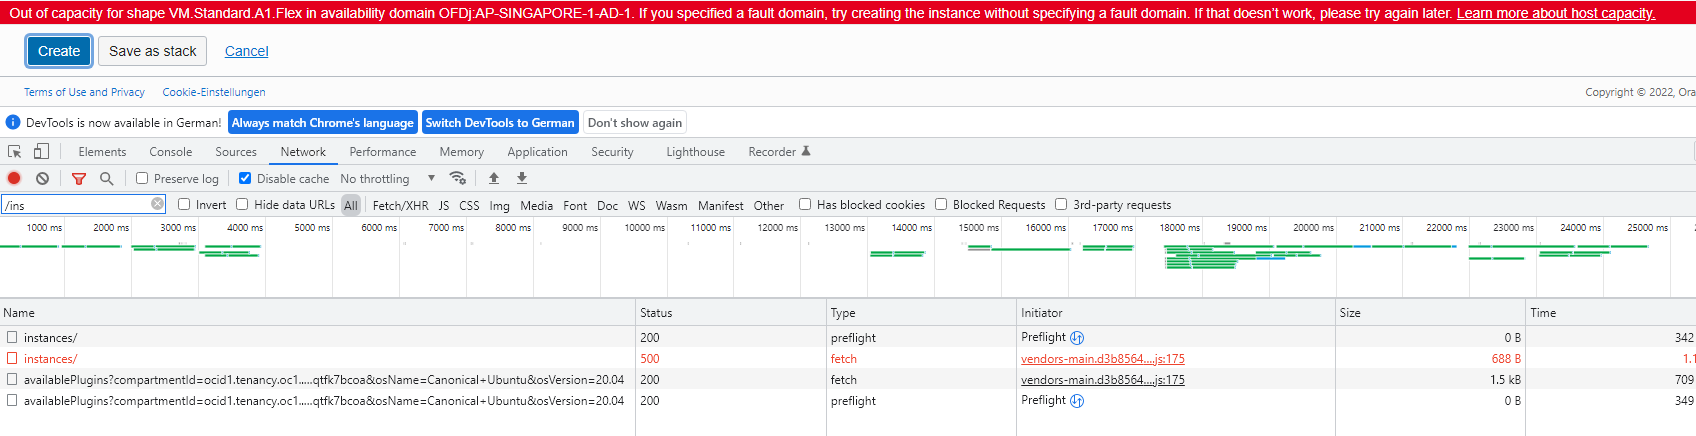 Out of capacity for shape VM.Standard.A1.Flex in availability domain OFDj:AP-SINGAPORE-1-AD-1. If you specified a fault domain, try creating the instance without specifying a fault domain. If that doesn't work, please try again later. Learn more about host capacity.
Create Save as stack Cancel
Terms of Use and Privacy Cookie-Einstellungen Copyright © 2022, Ora
DevTools is now available in German! Always match Chrome's language Switch DevTools to German Don't show again
Elements Console Sources Network Performance Memory Application Security Lighthouse Recorder
Preserve log Disable cache No throttling
/ins Invert Hide data URLs All Fetch/XHR JS CSS Img Media Font Doc WS Wasm Manifest Other Has blocked cookies Blocked Requests 3rd-party requests
1000 ms 2000 ms 3000 ms 4000 ms 5000 ms 6000 ms 7000 ms 8000 ms 9000 ms 10000 ms 11000 ms 12000 ms 13000 ms 14000 ms 15000 ms 16000 ms 17000 ms 18000 ms 19000 ms 20000 ms 21000 ms 22000 ms 23000 ms 24000 ms 25000 ms
Name Status Type Initiator Size Time
instances/ 200 preflight Preflight 0 B 342
instances/ 500 fetch vendors-main.d3b8564....js:175 688 B 1.1
availablePlugins?compartmentId=ocid1.tenancy.oc1.....qtfk7bcoa&osName=Canonical+Ubuntu&osVersion=20.04 200 fetch vendors-main.d3b8564....js:175 1.5 kB 709
availablePlugins?compartmentId=ocid1.tenancy.oc1.....qtfk7bcoa&osName=Canonical+Ubuntu&osVersion=20.04 200 preflight Preflight 0 B 349